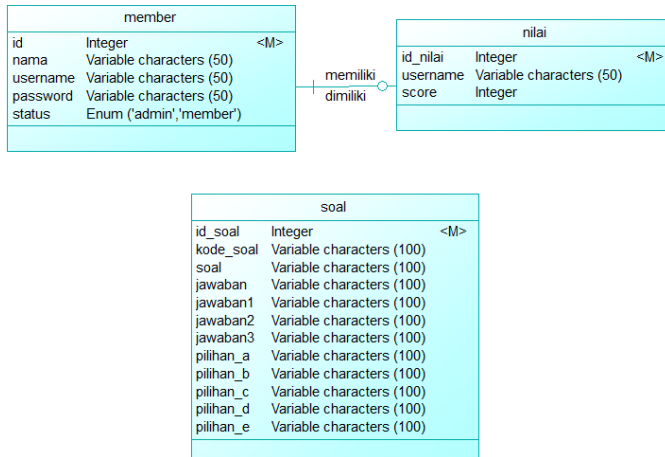 member
id Integer <M>
nama Variable characters (50)
username Variable characters (50)
password Variable characters (50)
status Enum ('admin','member')
memiliki
dimiliki
nilai
id_nilai Integer <M>
username Variable characters (50)
score Integer
soal
id_soal Integer <M>
kode_soal Variable characters (100)
soal Variable characters (100)
jawaban Variable characters (100)
jawaban1 Variable characters (100)
jawaban2 Variable characters (100)
jawaban3 Variable characters (100)
pilihan_a Variable characters (100)
pilihan_b Variable characters (100)
pilihan_c Variable characters (100)
pilihan_d Variable characters (100)
pilihan_e Variable characters (100)